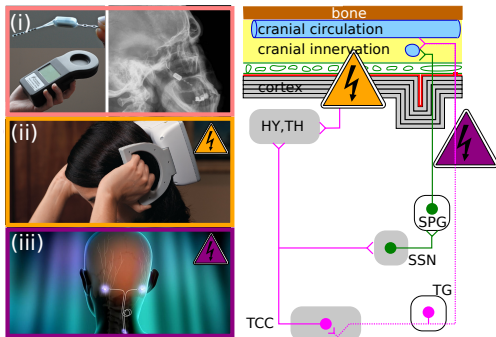 (i)
(ii)
(iii)
bone
cranial circulation
cranial innervation
cortex
HY,TH
SPG
SSN
TG
TCC